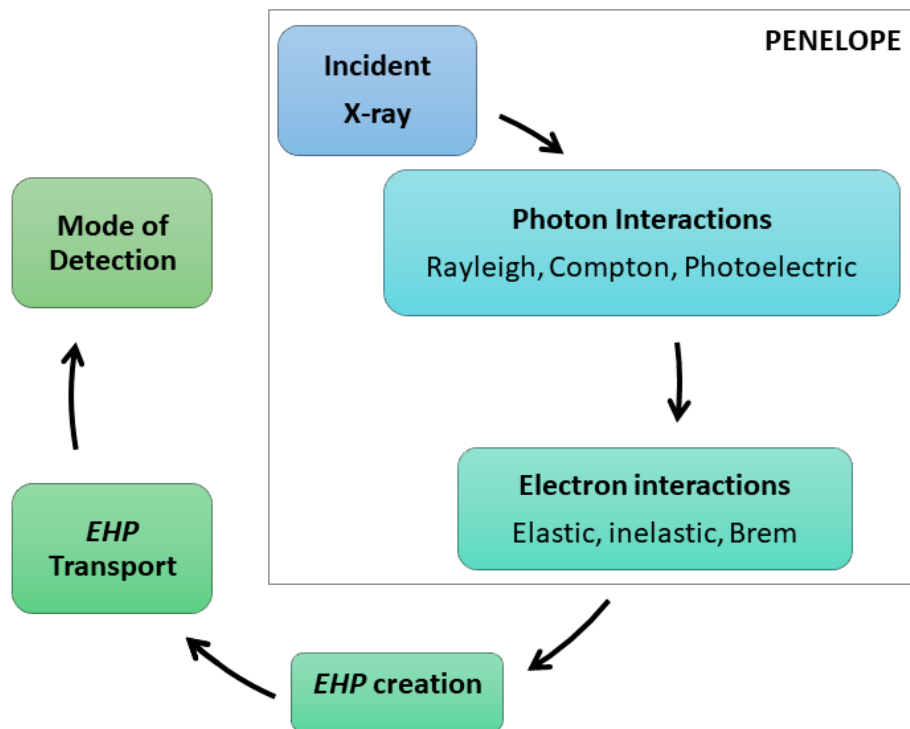 PENELOPE
Incident
X-ray
Photon Interactions
Rayleigh, Compton, Photoelectric
Electron interactions
Elastic, inelastic, Brem
EHP creation
EHP
Transport
Mode of
Detection